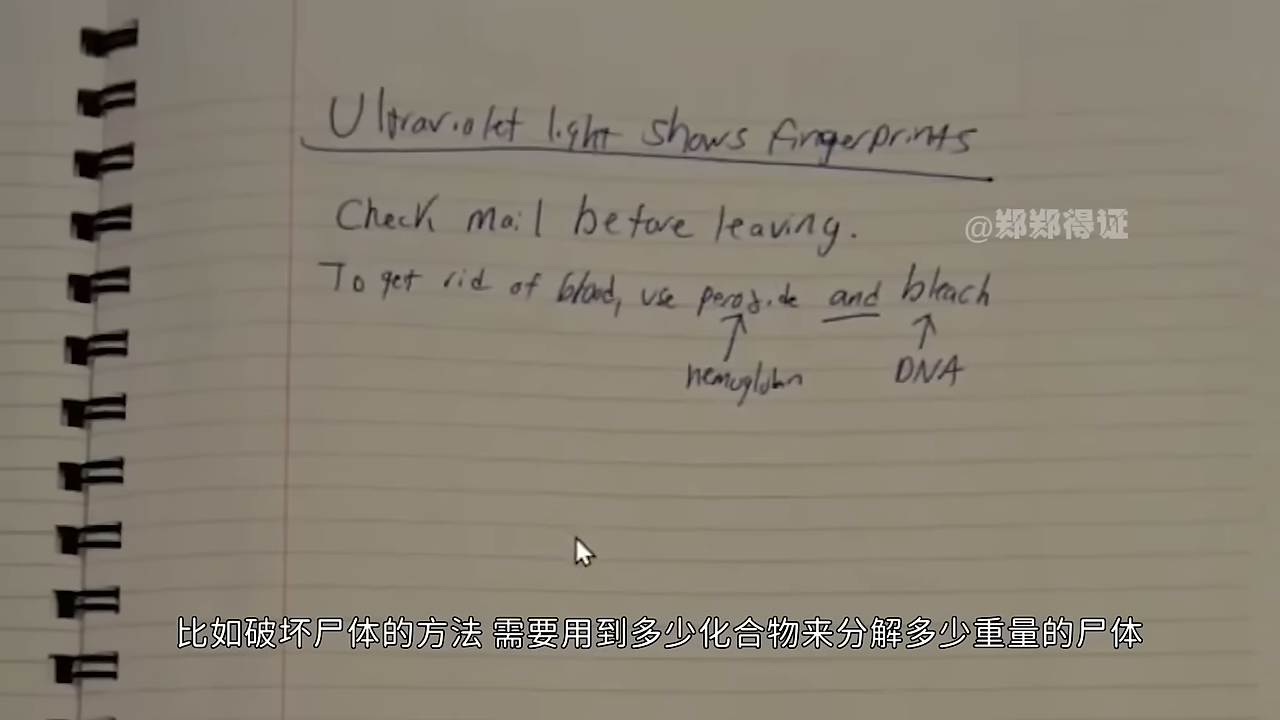 Ultraviolet light shows fingerprints
Check mail before leaving.
@郑郑得证
To get rid of blood, use peroxide and bleach
hemoglobin
DNA
比如破坏尸体的方法 需要用到多少化合物来分解多少重量的尸体